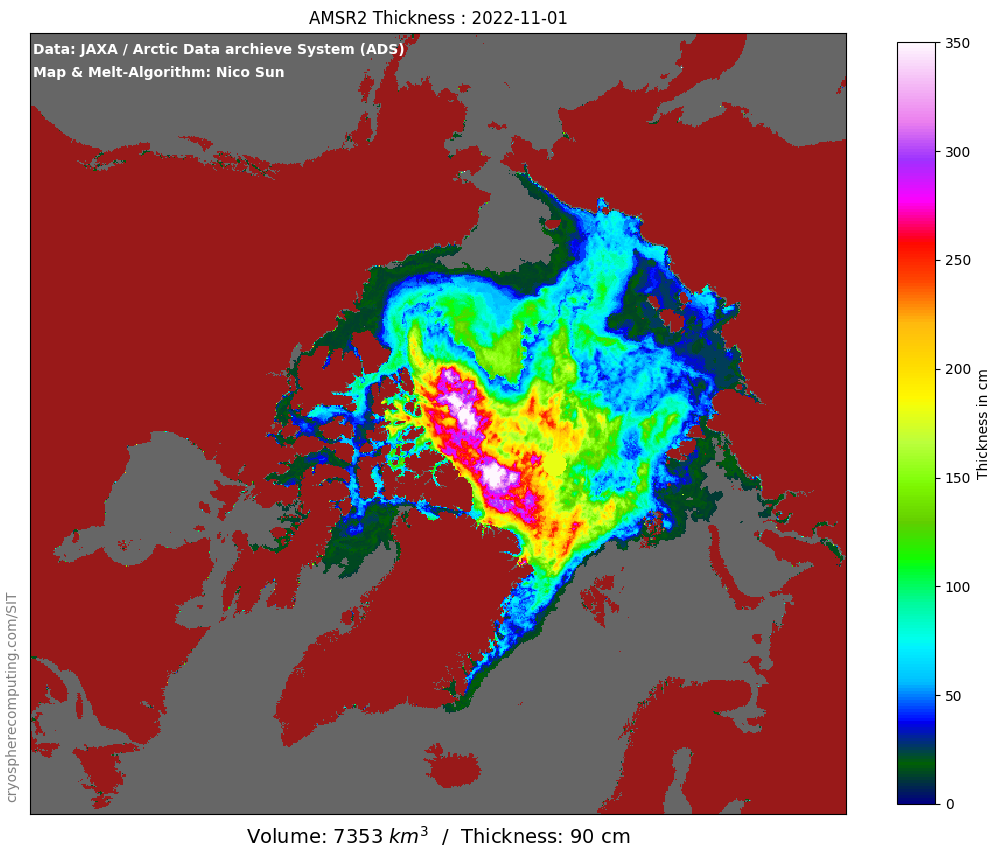 AMSR2 Thickness : 2022-11-01
Data: JAXA / Arctic Data archieve System (ADS)
Map & Melt-Algorithm: Nico Sun
350
300
250
200
150
100
50
0
Thickness in cm
cryospherecomputing.com/SIT
Volume: 7353 km³ / Thickness: 90 cm